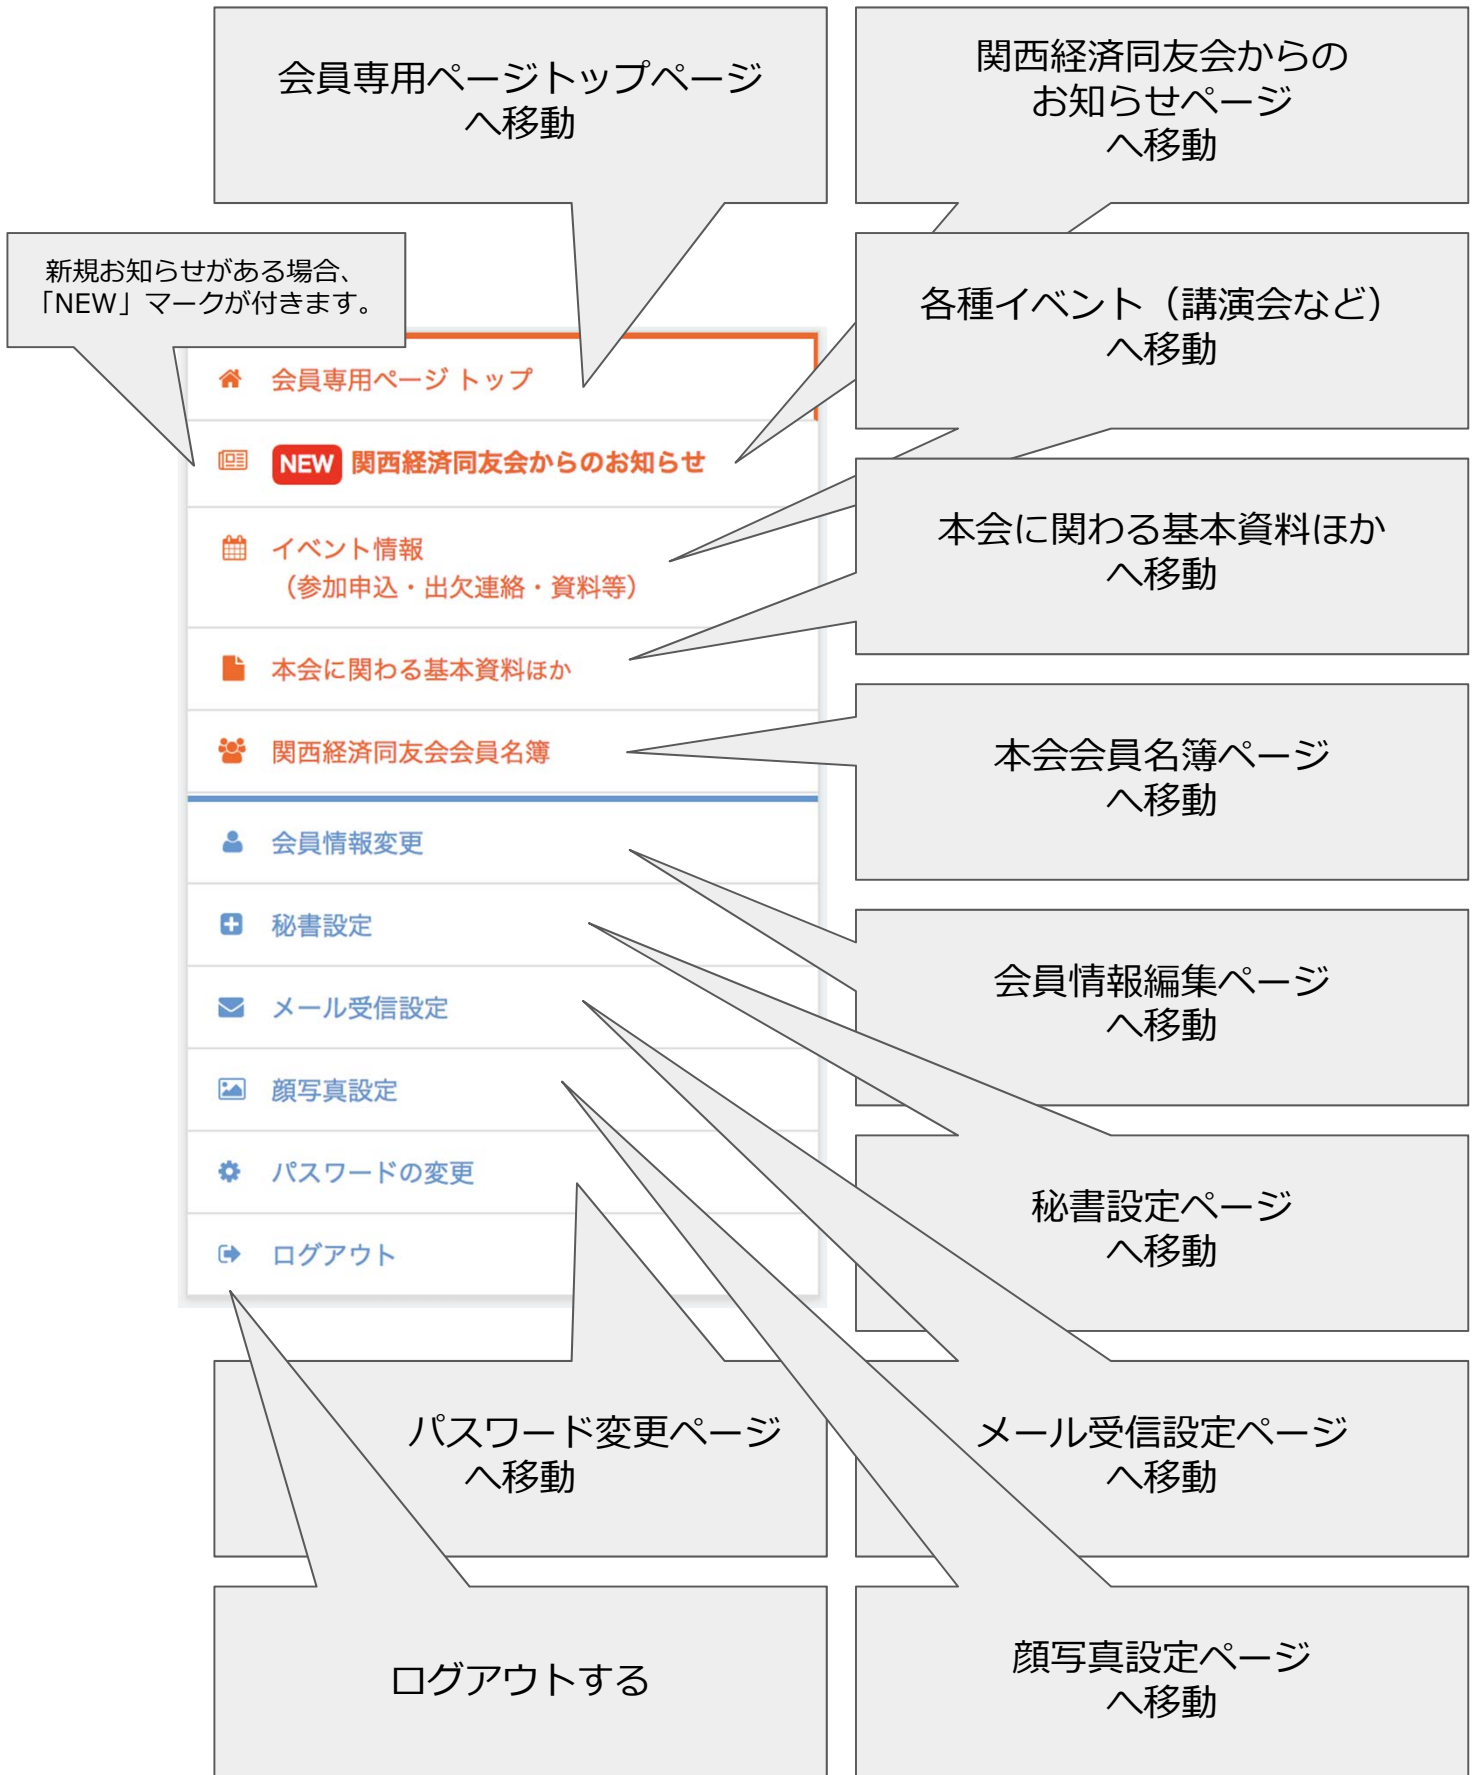 会員専用ページトップページ
へ移動
関西経済同友会からの
お知らせページ
へ移動
新規お知らせがある場合、
「NEW」マークが付きます。
各種イベント（講演会など）
へ移動
会員専用ページ トップ
NEW 関西経済同友会からのお知らせ
イベント情報
（参加申込・出欠連絡・資料等）
本会に関わる基本資料ほか
へ移動
本会に関わる基本資料ほか
関西経済同友会会員名簿
本会会員名簿ページ
へ移動
会員情報変更
秘書設定
メール受信設定
顔写真設定
パスワードの変更
ログアウト
会員情報編集ページ
へ移動
秘書設定ページ
へ移動
パスワード変更ページ
へ移動
メール受信設定ページ
へ移動
ログアウトする
顔写真設定ページ
へ移動